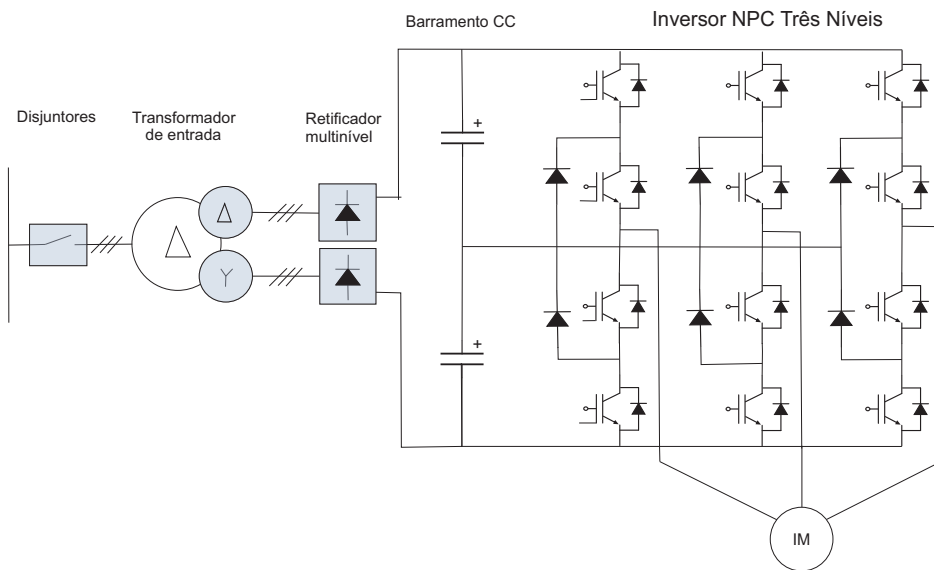 Barramento CC
Inversor NPC Três Níveis
Disjuntores
Transformador
de entrada
Retificador
multinível
+
+
Δ
Δ
Y
IM